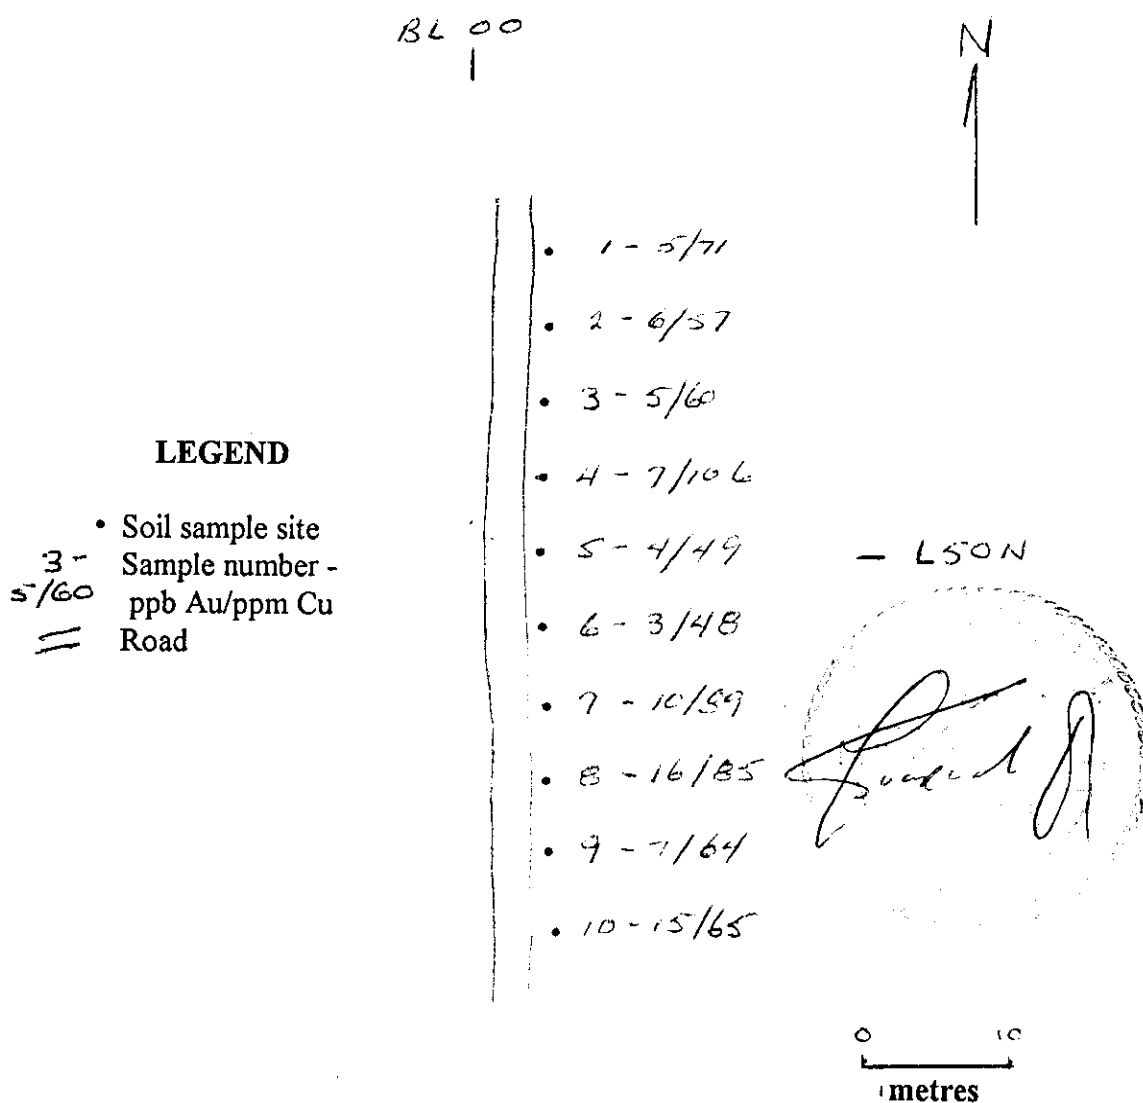 BL 00
N
1 - 5/71
2 - 6/57
3 - 5/60
4 - 7/106
5 - 4/49
6 - 3/48
7 - 10/59
8 - 16/85
9 - 7/64
10 - 15/65
- L50N
LEGEND
• Soil sample site
3 - Sample number -
5/60 ppb Au/ppm Cu
Road
0 10
metres